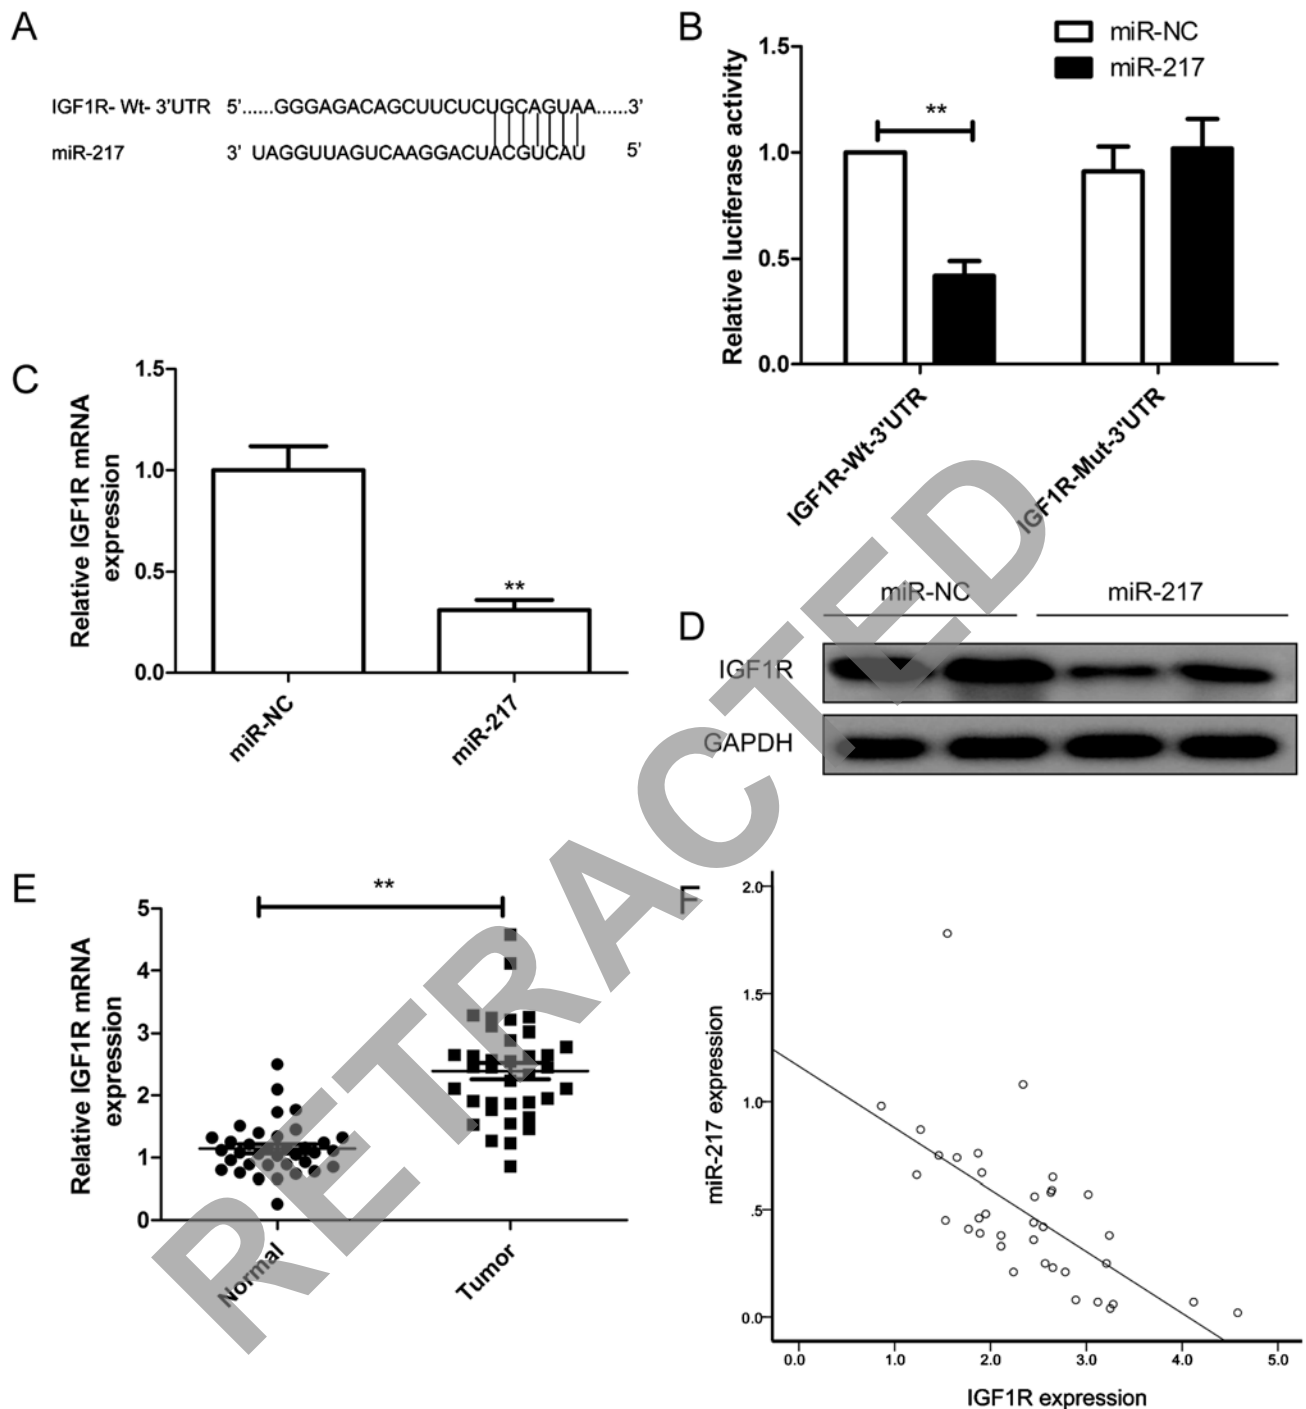 A
IGF1R- Wt- 3'UTR 5'......GGGAGACAGCUUCUCUGCAGUAA......3'
miR-217 3' UAGGUUAGUCAAGGACUACGUCAU 5'
B
miR-NC
miR-217
Relative luciferase activity
1.5
1.0
0.5
0.0
**
IGF1R-Wt-3'UTR
IGF1R-Mut-3'UTR
C
Relative IGF1R mRNA
expression
1.5
1.0
0.5
0.0
**
miR-NC
miR-217
D
miR-NC miR-217
IGF1R
GAPDH
E
Relative IGF1R mRNA
expression
5
4
3
2
1
0
**
Normal
Tumor
F
miR-217 expression
2.0
1.5
1.0
.5
0.0
0.0 1.0 2.0 3.0 4.0 5.0
IGF1R expression
RETRACTED